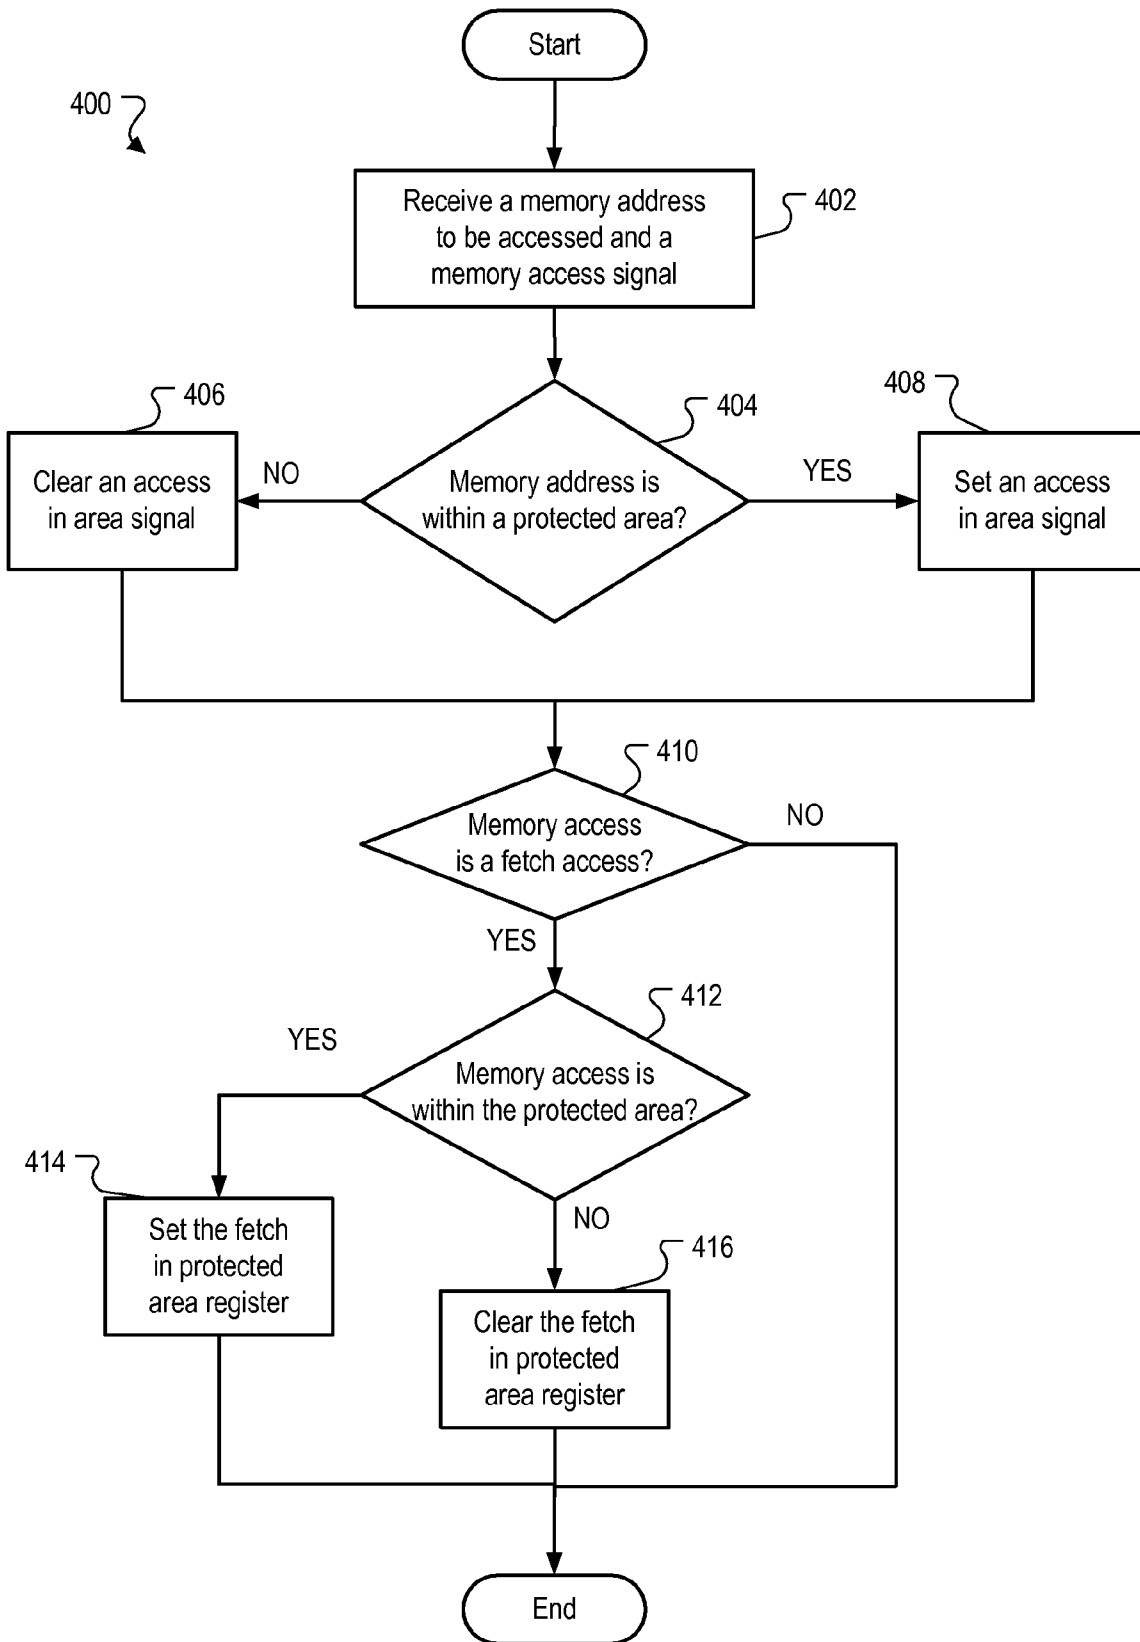 Start
400
Receive a memory address
to be accessed and a
memory access signal
402
406
404
408
Clear an access
in area signal
NO
Memory address is
within a protected area?
YES
Set an access
in area signal
410
Memory access
is a fetch access?
NO
YES
412
YES
Memory access is
within the protected area?
414
Set the fetch
in protected
area register
NO
416
Clear the fetch
in protected
area register
End